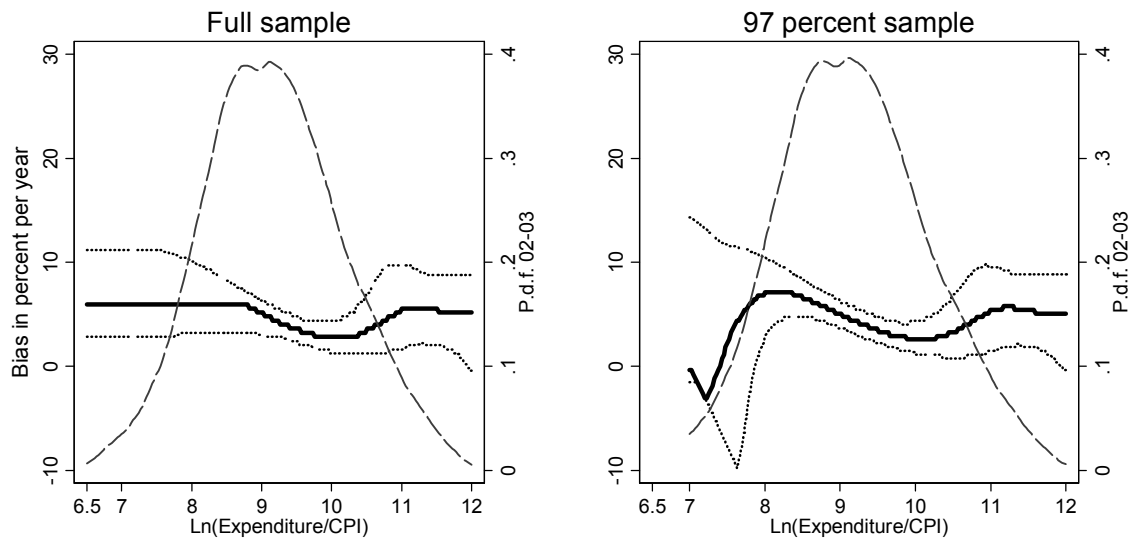 Full sample
97 percent sample
Bias in percent per year
30
20
10
0
-10
.4
.3
.2
.1
0
P.d.f. 02-03
6.5 7 8 9 10 11 12
Ln(Expenditure/CPI)
30
20
10
0
-10
.4
.3
.2
.1
0
P.d.f. 02-03
6.5 7 8 9 10 11 12
Ln(Expenditure/CPI)